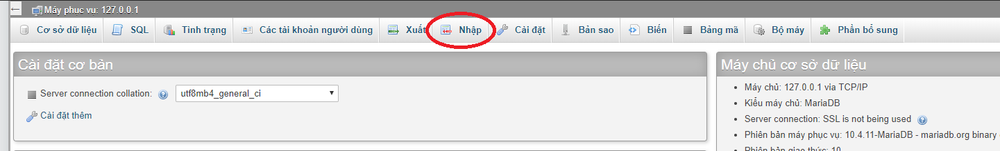 Máy phục vụ: 127.0.0.1
Cơ sở dữ liệu SQL Tình trạng Các tài khoản người dùng Xuất Nhập Cài đặt Bản sao Biến Bảng mã Bộ máy Phần bổ sung
Cài đặt cơ bản
Server connection collation: utf8mb4_general_ci
Cài đặt thêm
Máy chủ cơ sở dữ liệu
Máy chủ: 127.0.0.1 via TCP/IP
Kiểu máy chủ: MariaDB
Server connection: SSL is not being used
Phiên bản máy phục vụ: 10.4.11-MariaDB - mariadb.org binary
Phiên bản giao thức: 10